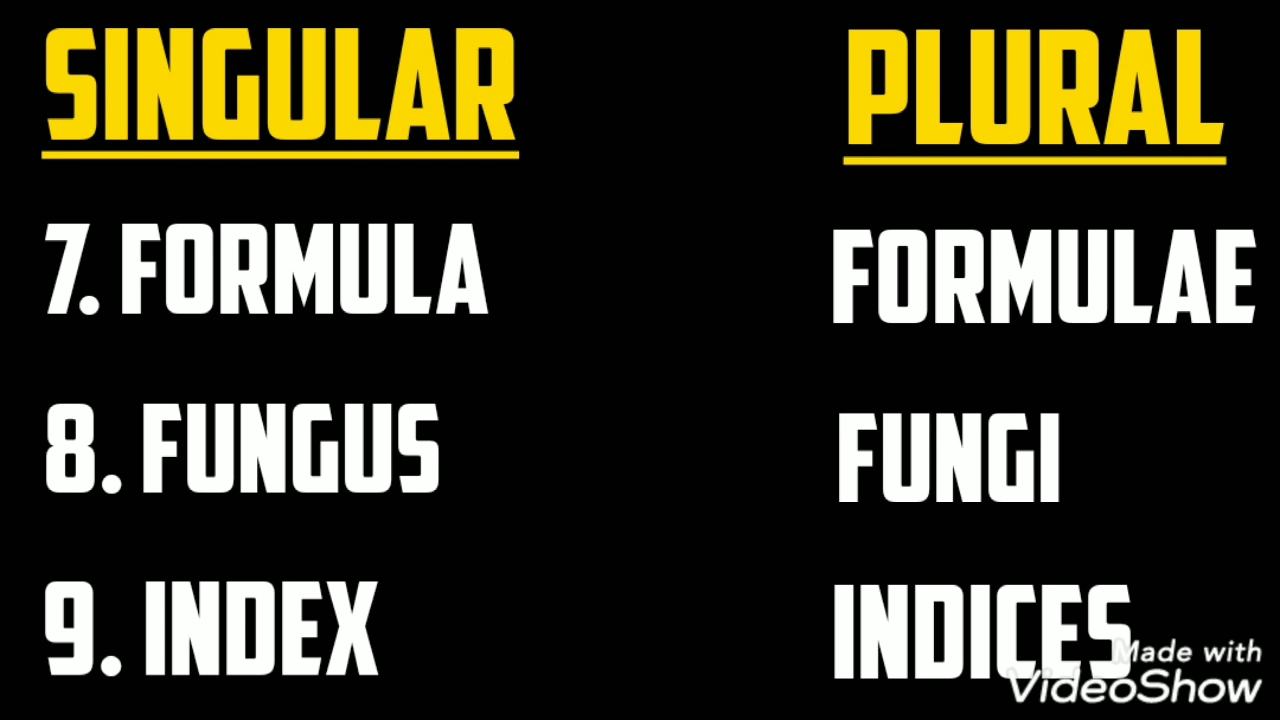 SINGULAR PLURAL
7. FORMULA FORMULAE
8. FUNGUS FUNGI
9. INDEX INDICES
Made with
VideoShow